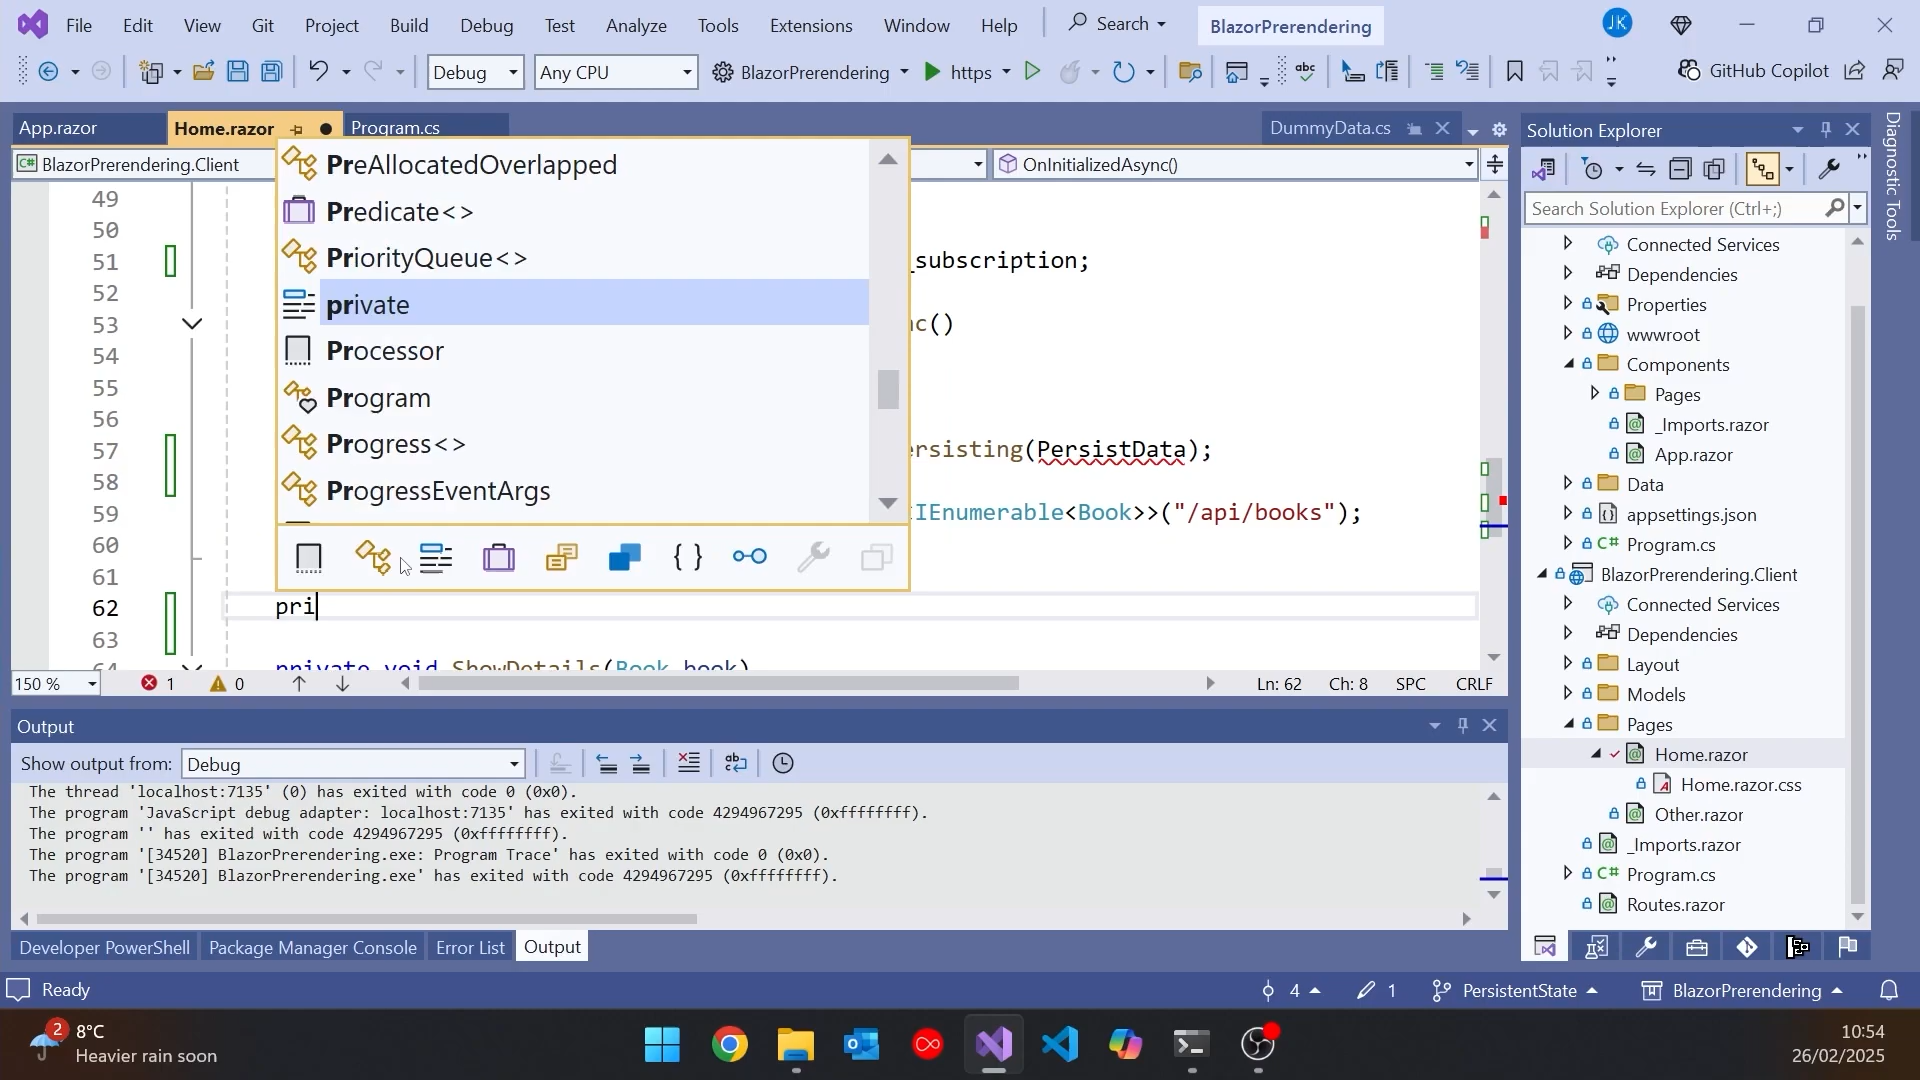 File Edit View Git Project Build Debug Test Analyze Tools Extensions Window Help Search BlazorPrerendering JK
Debug Any CPU BlazorPrerendering https GitHub Copilot
App.razor Home.razor Program.cs DummyData.cs
BlazorPrerendering.Client OnInitializedAsync()
49
50
51 _subscription;
52
53 nc()
54
55
56
57 ersisting(PersistData);
58
59 IEnumerable<Book>>("/api/books");
60
61
62 pri
63
private void ShowDetails(Book book)
PreAllocatedOverlapped
Predicate<>
PriorityQueue<>
private
Processor
Program
Progress<>
ProgressEventArgs
150 % 1 0 Ln: 62 Ch: 8 SPC CRLF
Output
Show output from: Debug
The thread 'localhost:7135' (0) has exited with code 0 (0x0).
The program 'JavaScript debug adapter: localhost:7135' has exited with code 4294967295 (0xffffffff).
The program '' has exited with code 4294967295 (0xffffffff).
The program '[34520] BlazorPrerendering.exe: Program Trace' has exited with code 0 (0x0).
The program '[34520] BlazorPrerendering.exe' has exited with code 4294967295 (0xffffffff).
Developer PowerShell Package Manager Console Error List Output
Solution Explorer
Search Solution Explorer (Ctrl+;)
Connected Services
Dependencies
Properties
wwwroot
Components
Pages
_Imports.razor
App.razor
Data
appsettings.json
Program.cs
BlazorPrerendering.Client
Connected Services
Dependencies
Layout
Models
Pages
Home.razor
Home.razor.css
Other.razor
_Imports.razor
Program.cs
Routes.razor
Diagnostic Tools
Ready 4 1 PersistentState BlazorPrerendering
2
8°C
Heavier rain soon
10:54
26/02/2025